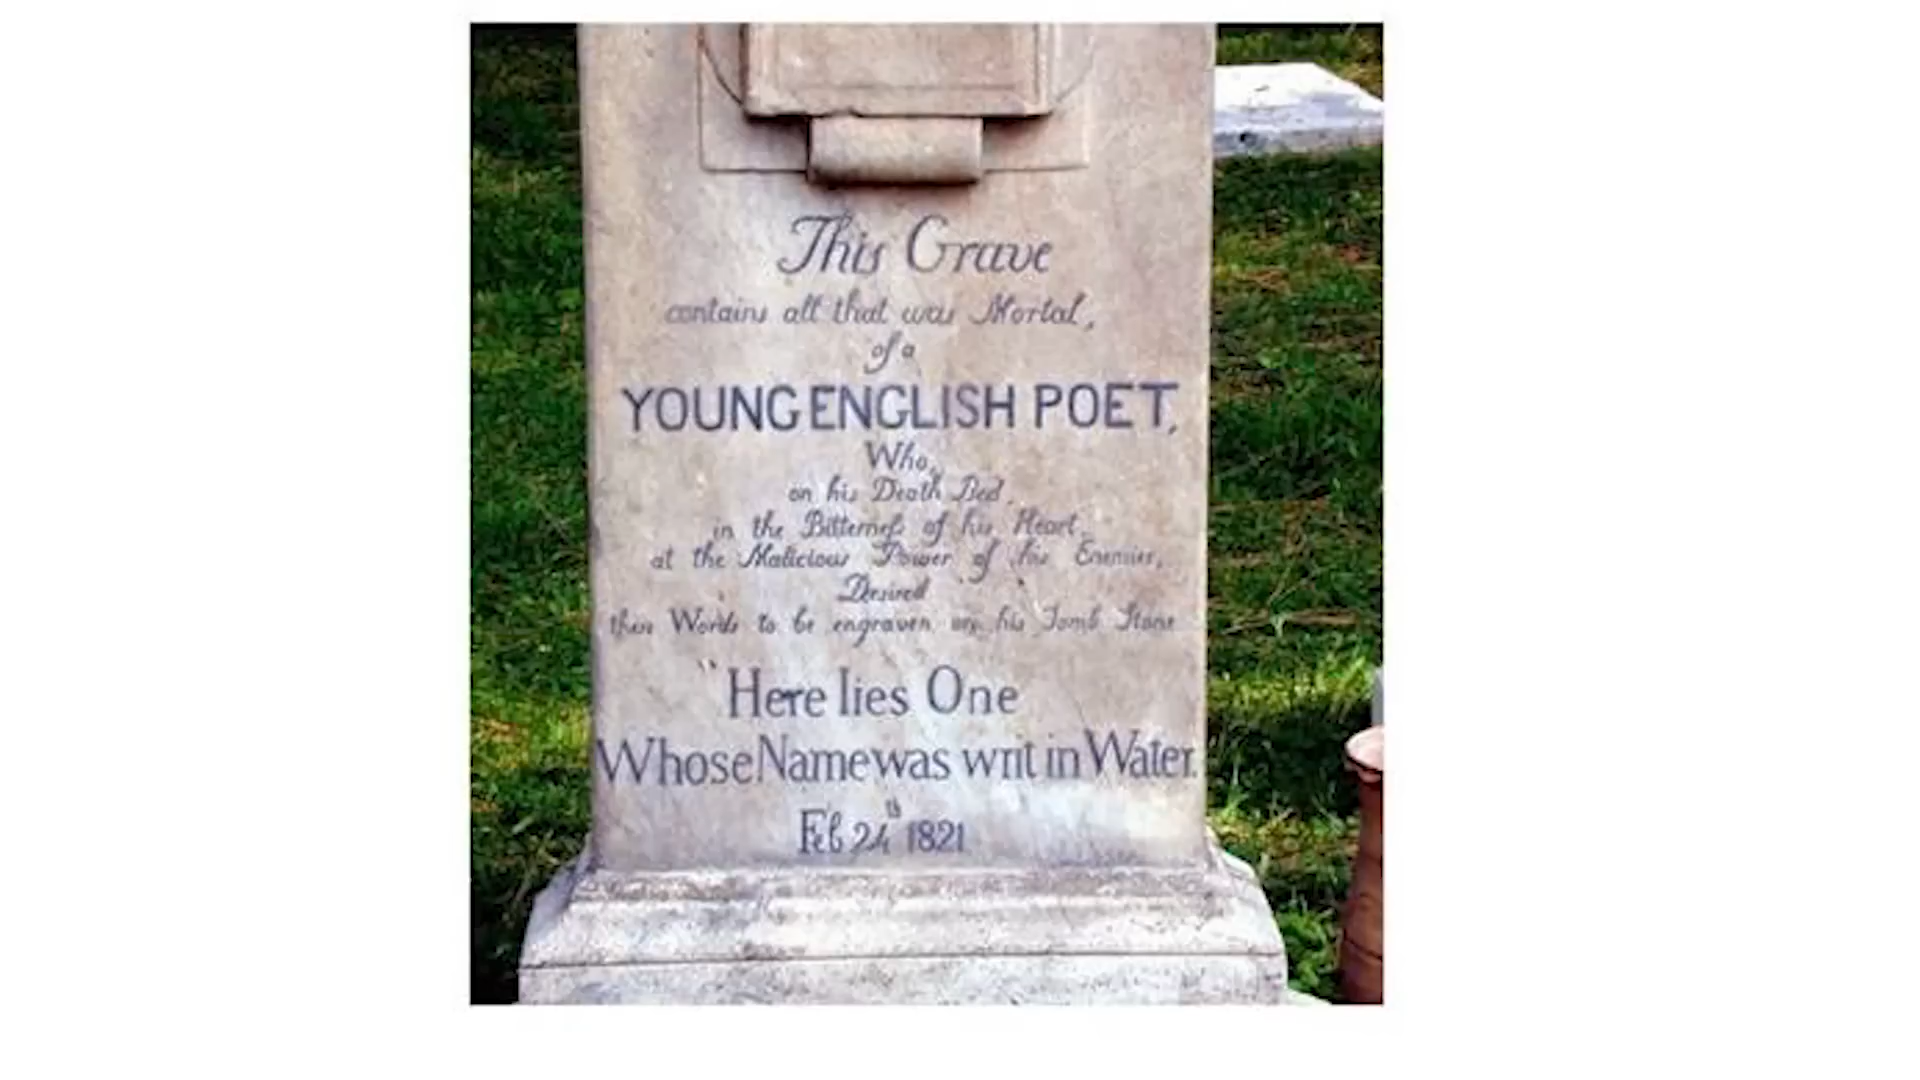 This Grave
contains all that was Mortal,
of a
YOUNG ENGLISH POET,
Who,
on his Death Bed,
in the Bitterneſs of his Heart,
at the Malicious Power of his Enemies,
Desired
these Words to be engraven on his Tomb Stone
"Here lies One
Whose Name was writ in Water.
Feb 24th 1821